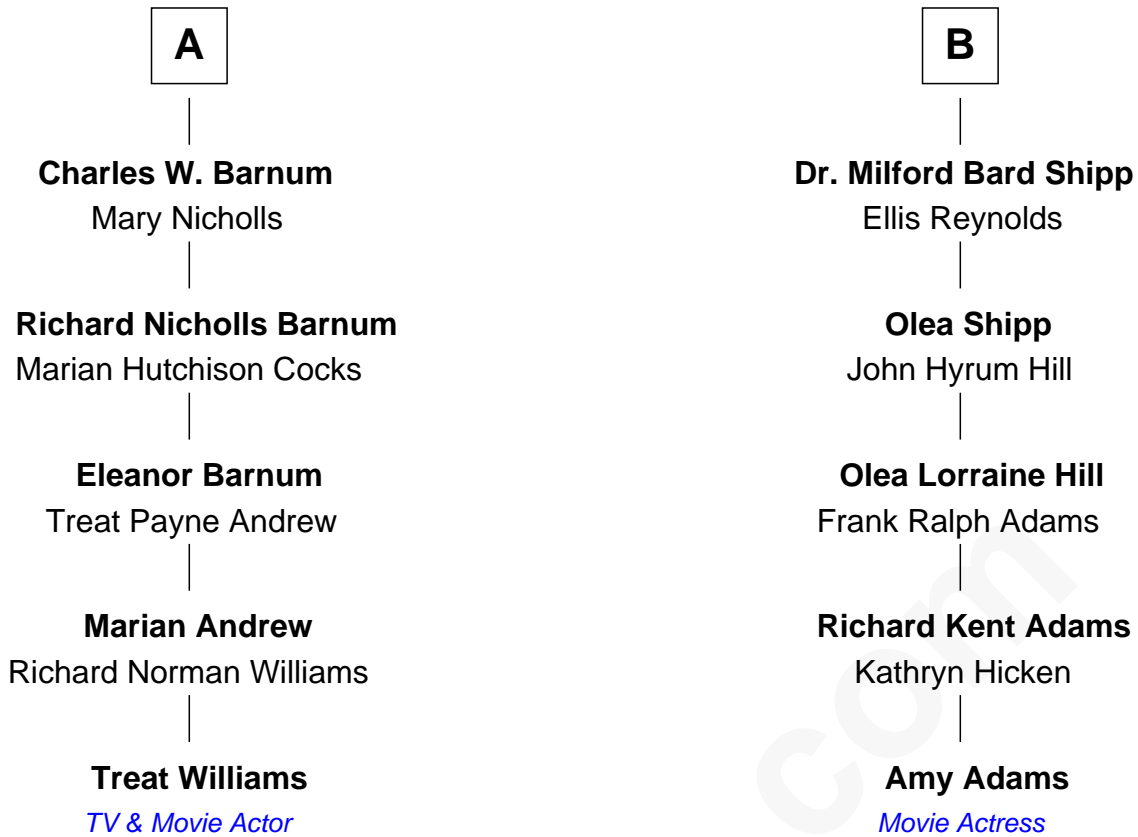 A
Charles W. Barnum
Mary Nicholls
Richard Nicholls Barnum
Marian Hutchison Cocks
Eleanor Barnum
Treat Payne Andrew
Marian Andrew
Richard Norman Williams
Treat Williams
TV & Movie Actor
B
Dr. Milford Bard Shipp
Ellis Reynolds
Olea Shipp
John Hyrum Hill
Olea Lorraine Hill
Frank Ralph Adams
Richard Kent Adams
Kathryn Hicken
Amy Adams
Movie Actress
com